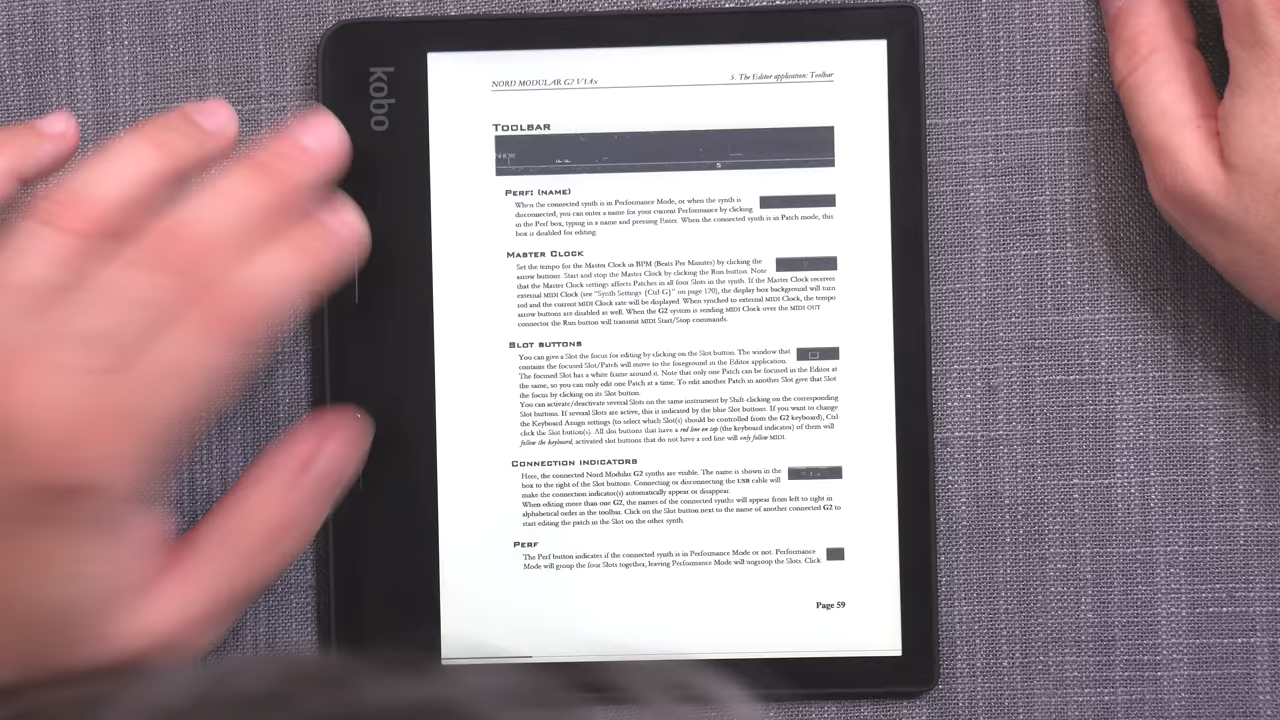 kobo
NORD MODULAR G2 V1.4x
5. The Editor application: Toolbar
TOOLBAR
NEW
PERF: (NAME)
When the connected synth is in Performance Mode, or when the synth is
disconnected, you can enter a name for your current Performance by clicking
in the Perf box, typing in a name and pressing Enter. When the connected synth is in Patch mode, this
box is disabled for editing.
MASTER CLOCK
Set the tempo for the Master Clock in BPM (Beats Per Minutes) by clicking the
arrow buttons. Start and stop the Master Clock by clicking the Run button. Note
that the Master Clock settings affects Patches in all four Slots in the synth. If the Master Clock receives
external MIDI Clock (see "Synth Settings {Ctrl G}" on page 120), the display box background will turn
red and the current MIDI Clock rate will be displayed. When synched to external MIDI Clock, the tempo
arrow buttons are disabled as well. When the G2 system is sending MIDI Clock over the MIDI OUT
connector the Run button will transmit MIDI Start/Stop commands.
SLOT BUTTONS
You can give a Slot the focus for editing by clicking on the Slot button. The window that
contains the focused Slot/Patch will move to the foreground in the Editor application.
The focused Slot has a white frame around it. Note that only one Patch can be focused in the Editor at
the same, so you can only edit one Patch at a time. To edit another Patch in another Slot give that Slot
the focus by clicking on its Slot button.
You can activate/deactivate several Slots on the same instrument by Shift-clicking on the corresponding
Slot buttons. If several Slots are active, this is indicated by the blue Slot buttons. If you want to change
the Keyboard Assign settings (to select which Slot(s) should be controlled from the G2 keyboard), Ctrl-
click the Slot button(s). All slot buttons that have a red line on top (the keyboard indicator) of them will
follow the keyboard, activated slot buttons that do not have a red line will only follow MIDI.
CONNECTION INDICATORS
Here, the connected Nord Modular G2 synths are visible. The name is shown in the
box to the right of the Slot buttons. Connecting or disconnecting the USB cable will
make the connection indicator(s) automatically appear or disappear.
When editing more than one G2, the names of the connected synths will appear from left to right in
alphabetical order in the toolbar. Click on the Slot button next to the name of another connected G2 to
start editing the patch in the Slot on the other synth.
PERF
The Perf button indicates if the connected synth is in Performance Mode or not. Performance
Mode will group the four Slots together, leaving Performance Mode will ungroup the Slots. Click
Page 59